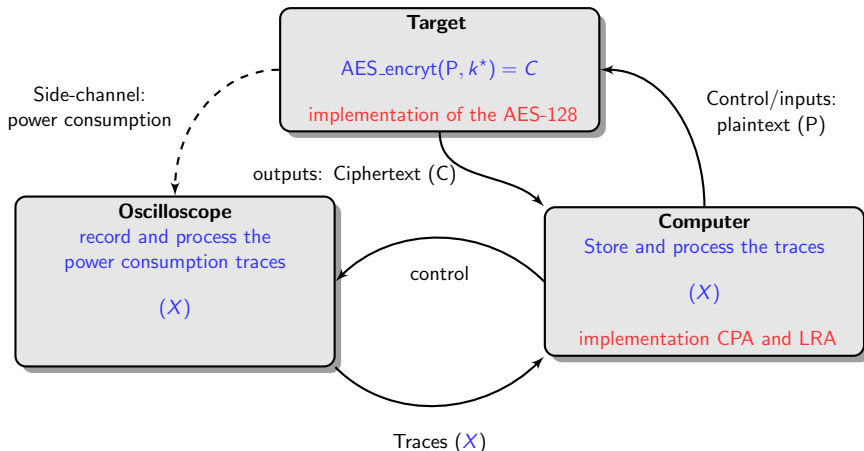 Target
AES_encryt(P, k*) = C
implementation of the AES-128
Side-channel:
power consumption
Control/inputs:
plaintext (P)
outputs: Ciphertext (C)
Oscilloscope
record and process the
power consumption traces
(X)
Computer
Store and process the traces
(X)
implementation CPA and LRA
control
Traces (X)